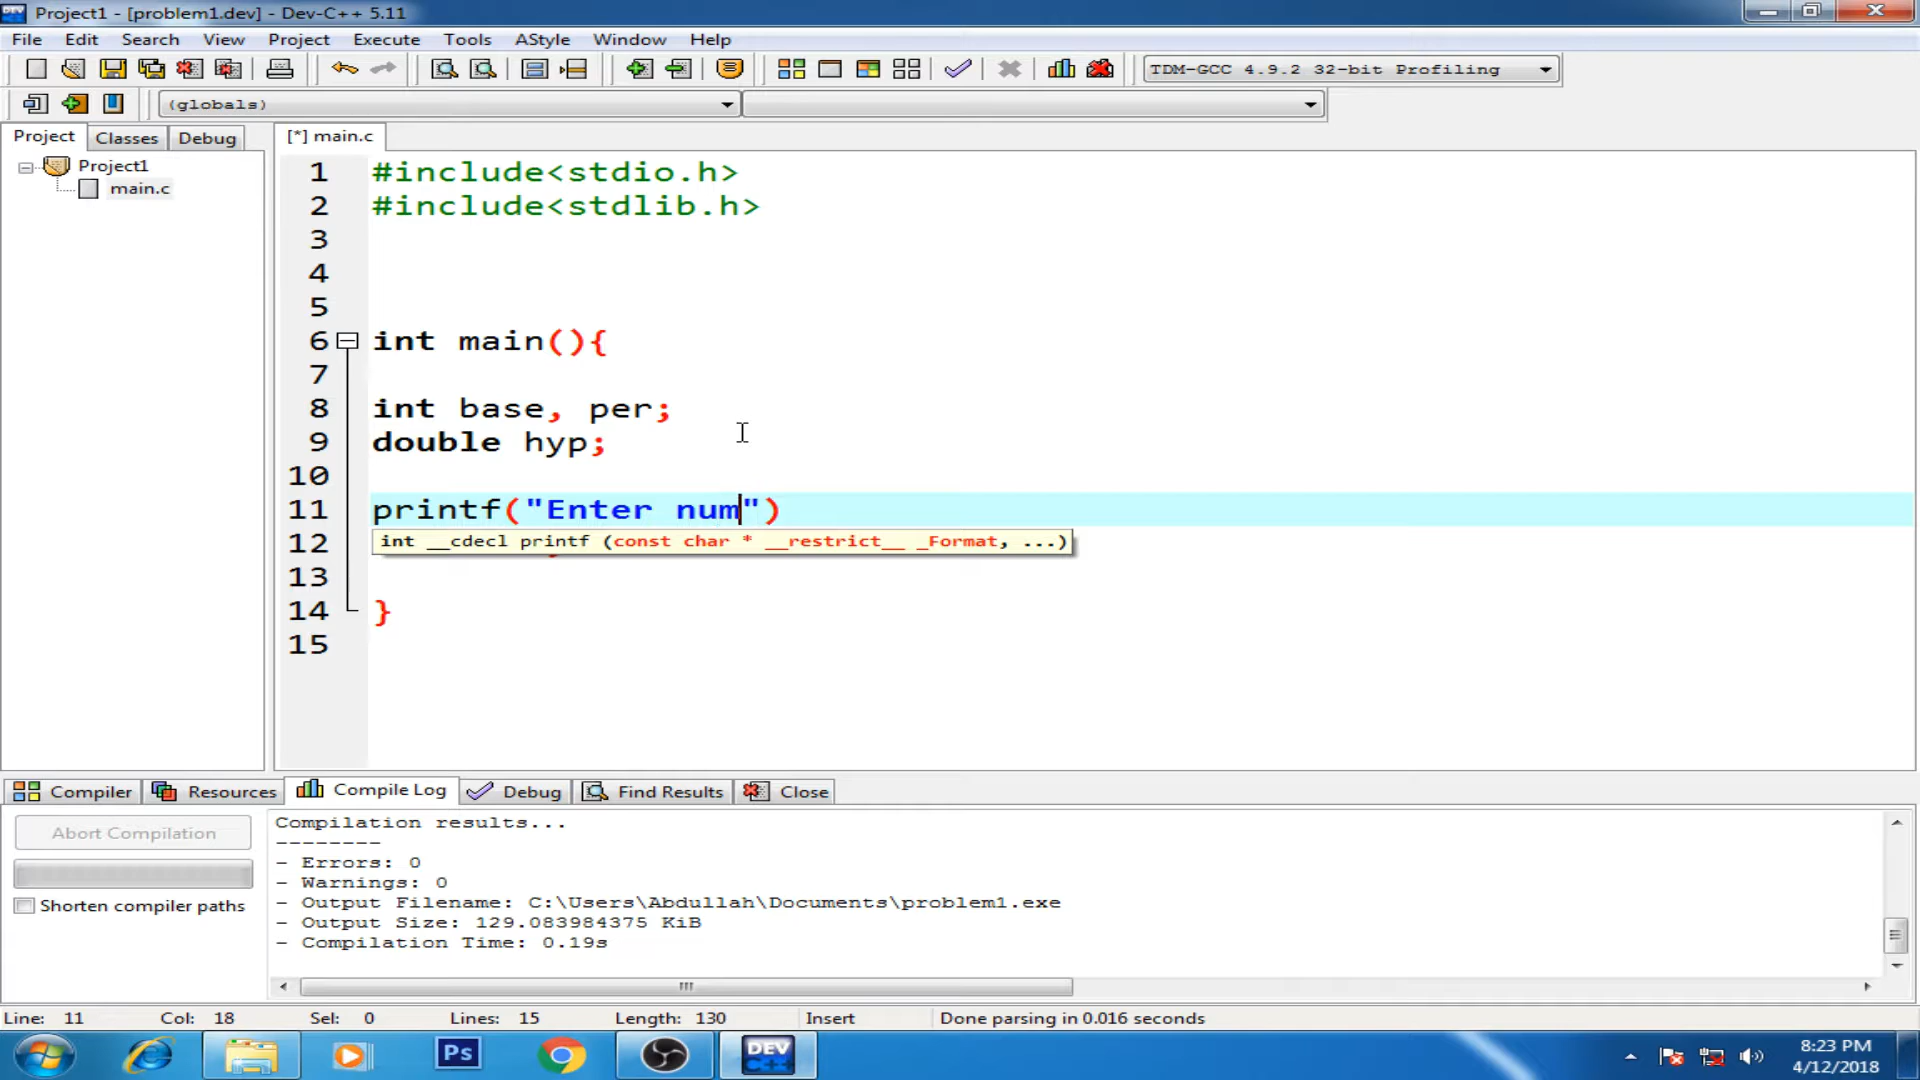 Project1 - [problem1.dev] - Dev-C++ 5.11
File Edit Search View Project Execute Tools AStyle Window Help
TDM-GCC 4.9.2 32-bit Profiling
(globals)
Project Classes Debug
[*] main.c
Project1
main.c
1 #include<stdio.h>
2 #include<stdlib.h>
3
4
5
6 int main(){
7
8 int base, per;
9 double hyp;
10
11 printf("Enter num")
int __cdecl printf (const char * __restrict__ _Format, ...)
12
13
14 }
15
Compiler Resources Compile Log Debug Find Results Close
Abort Compilation
Shorten compiler paths
Compilation results...
--------
- Errors: 0
- Warnings: 0
- Output Filename: C:\Users\Abdullah\Documents\problem1.exe
- Output Size: 129.083984375 KiB
- Compilation Time: 0.19s
Line: 11 Col: 18 Sel: 0 Lines: 15 Length: 130 Insert Done parsing in 0.016 seconds
Ps
DEV
C++
8:23 PM
4/12/2018